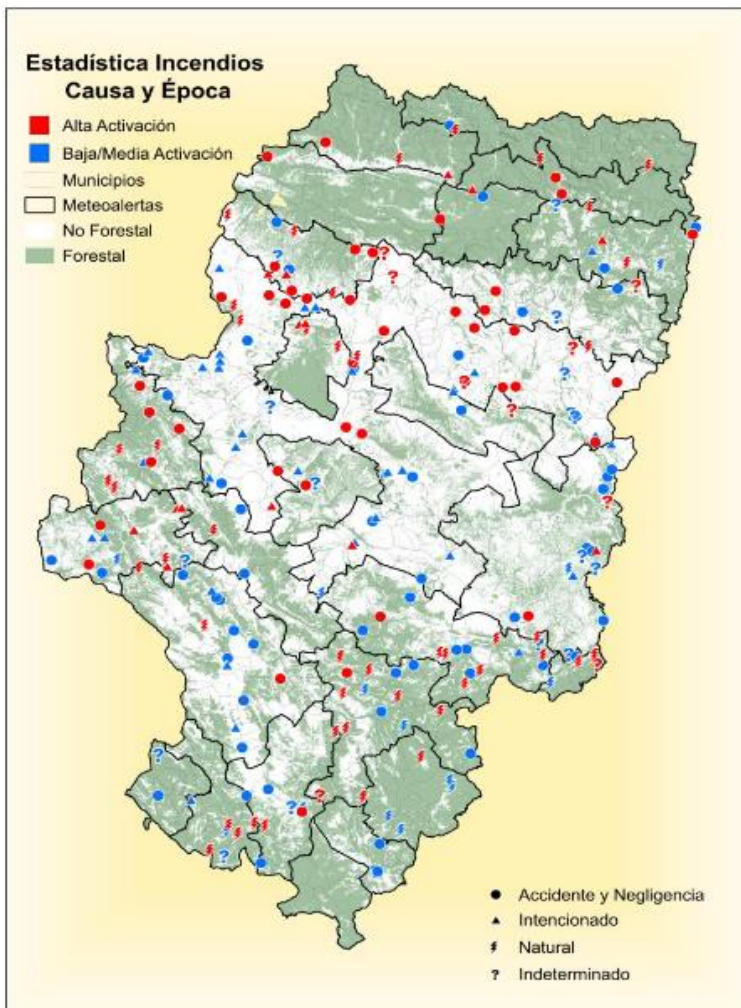 Estadística Incendios
Causa y Época
Alta Activación
Baja/Media Activación
Municipios
Meteoalertas
No Forestal
Forestal
Accidente y Negligencia
Intencionado
Natural
? Indeterminado